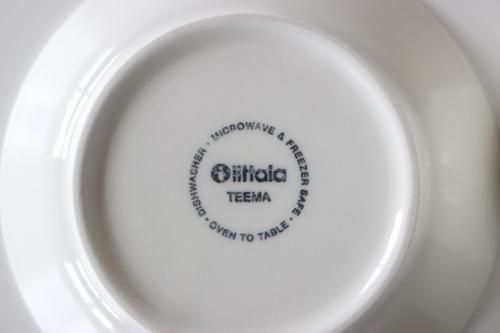 DISHWASHER · MICROWAVE & FREEZER SAFE ·
iittala
TEEMA
· OVEN TO TABLE ·